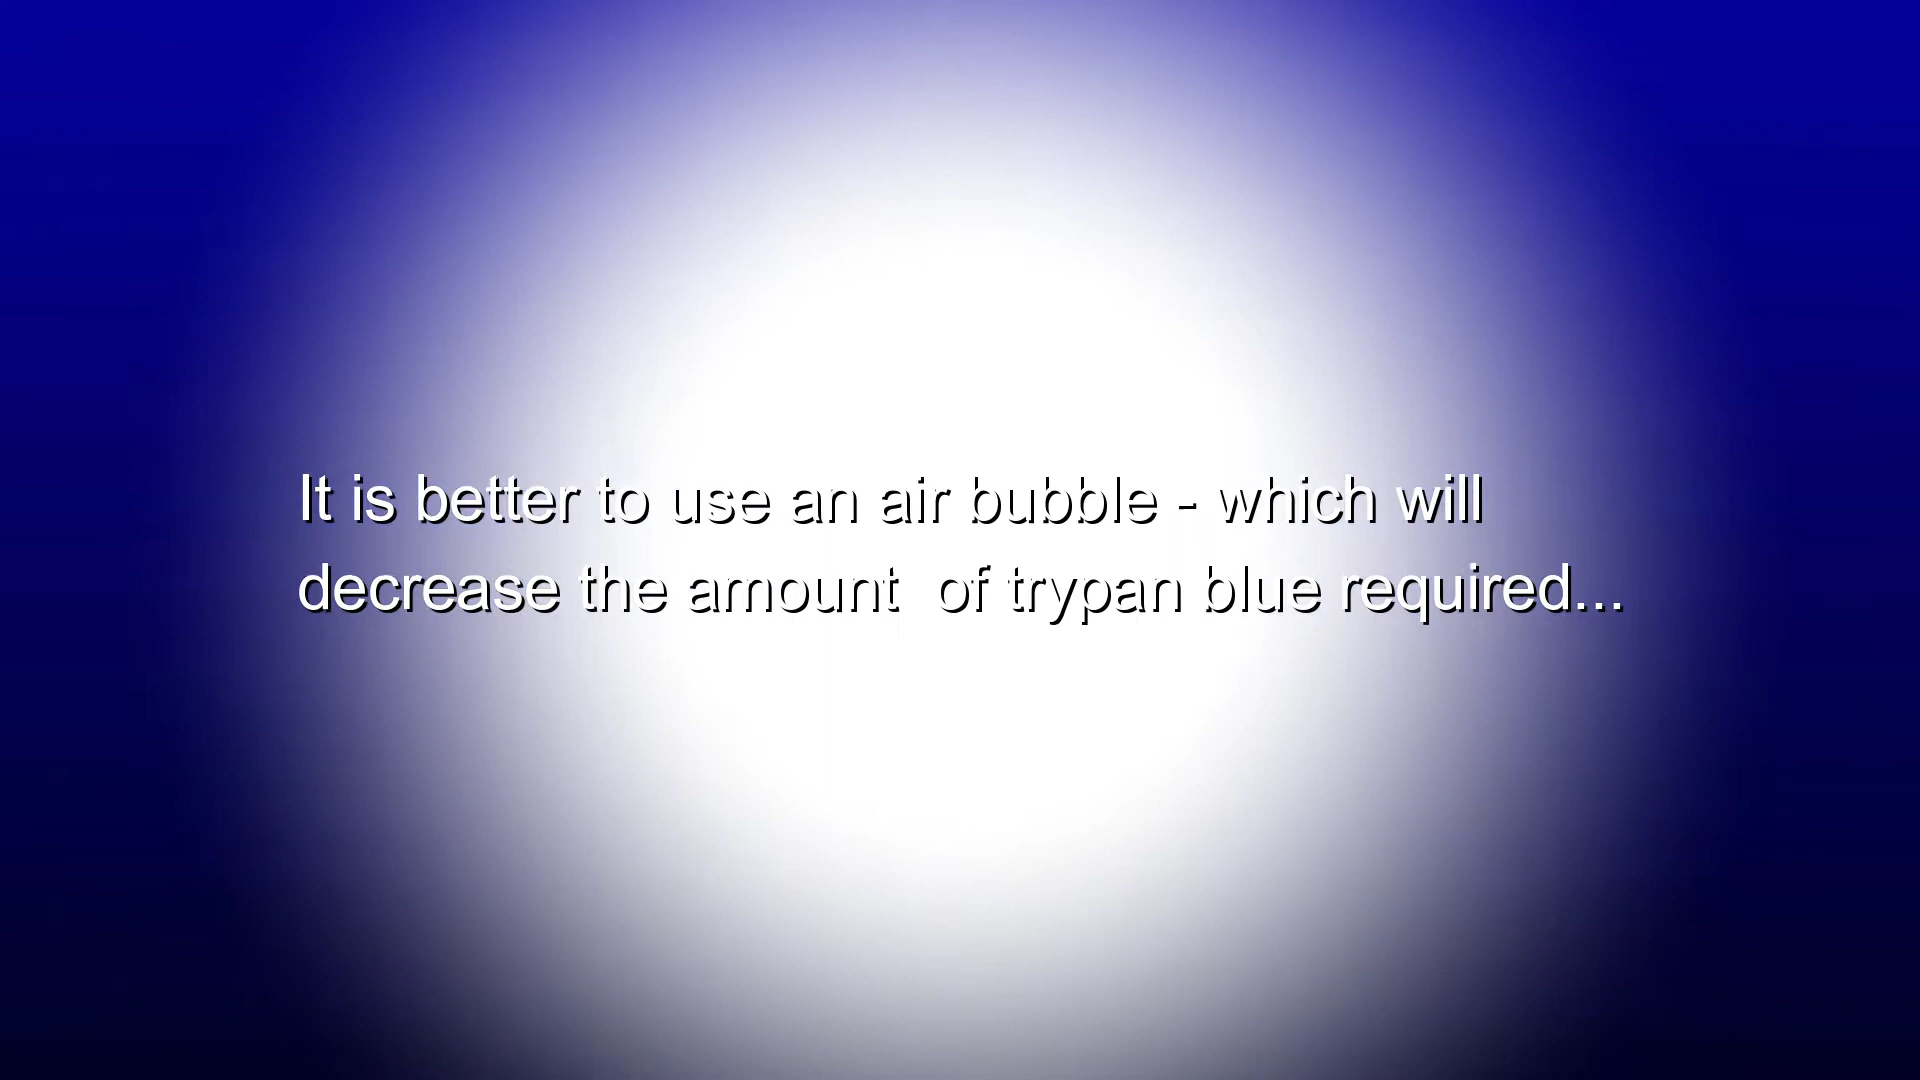 It is better to use an air bubble - which will
decrease the amount  of trypan blue required...